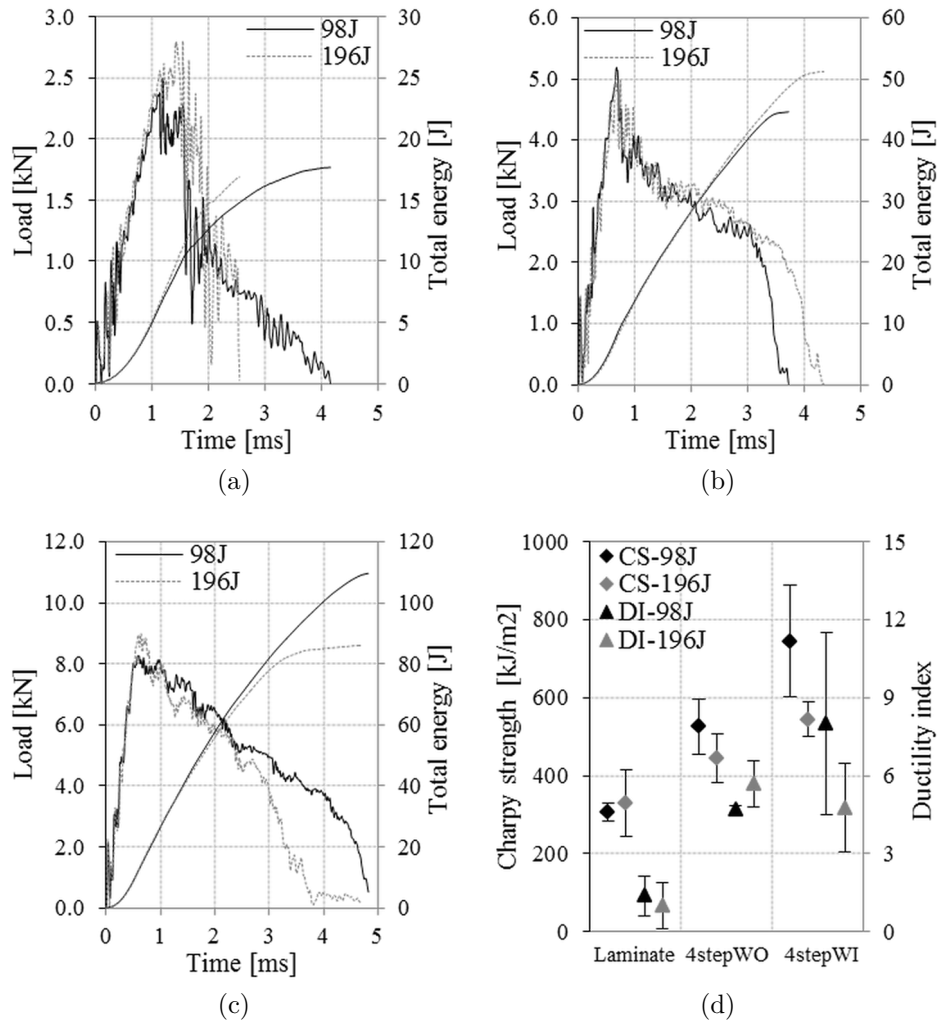 98J
196J
3.0
2.5
2.0
1.5
1.0
0.5
0.0
30
25
20
15
10
5
0
0 1 2 3 4 5
Load [kN]
Total energy [J]
Time [ms]
(a)
98J
196J
6.0
5.0
4.0
3.0
2.0
1.0
0.0
60
50
40
30
20
10
0
0 1 2 3 4 5
Load [kN]
Total energy [J]
Time [ms]
(b)
98J
196J
12.0
10.0
8.0
6.0
4.0
2.0
0.0
120
100
80
60
40
20
0
0 1 2 3 4 5
Load [kN]
Total energy [J]
Time [ms]
(c)
CS-98J
CS-196J
DI-98J
DI-196J
1000
800
600
400
200
0
15
12
9
6
3
0
Laminate 4stepWO 4stepWI
Charpy strength [kJ/m2]
Ductility index
(d)